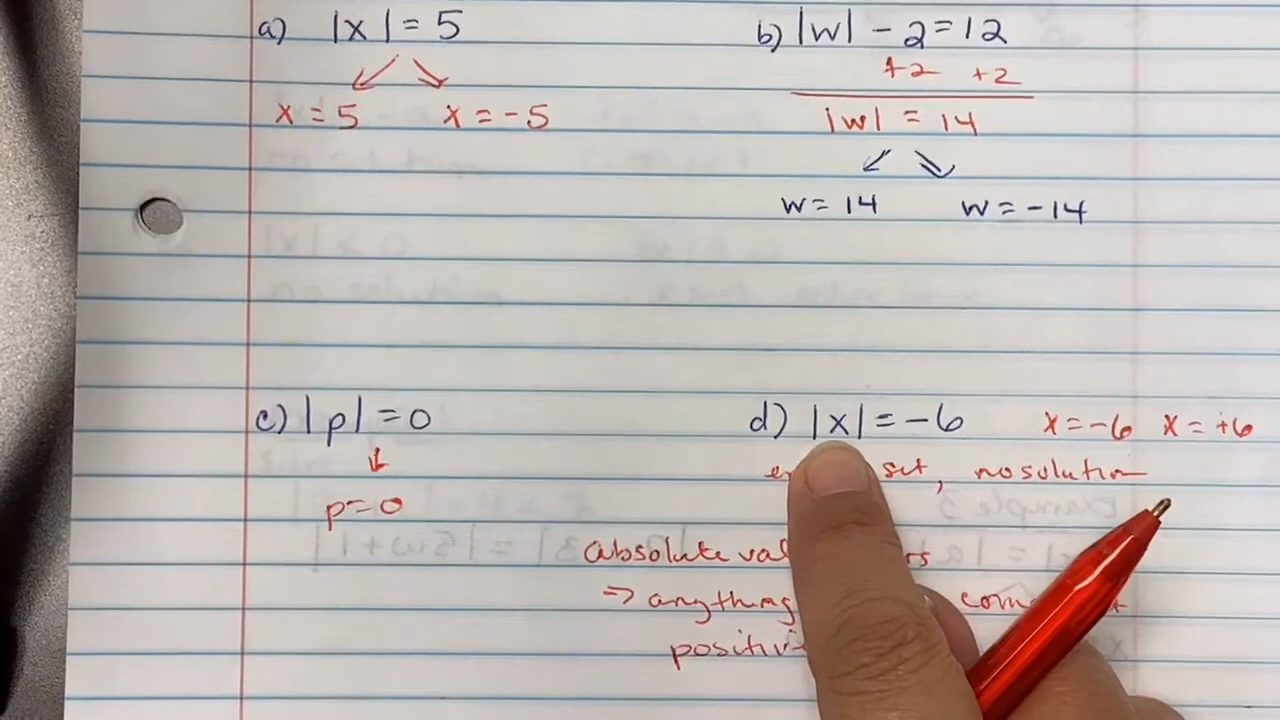 a) |x| = 5
x = 5 x = -5
b) |w| - 2 = 12
+2 +2
|w| = 14
w = 14 w = -14
c) |p| = 0
p = 0
d) |x| = -6 x = -6 x = +6
set, no solution
absolute
=> anything
positive